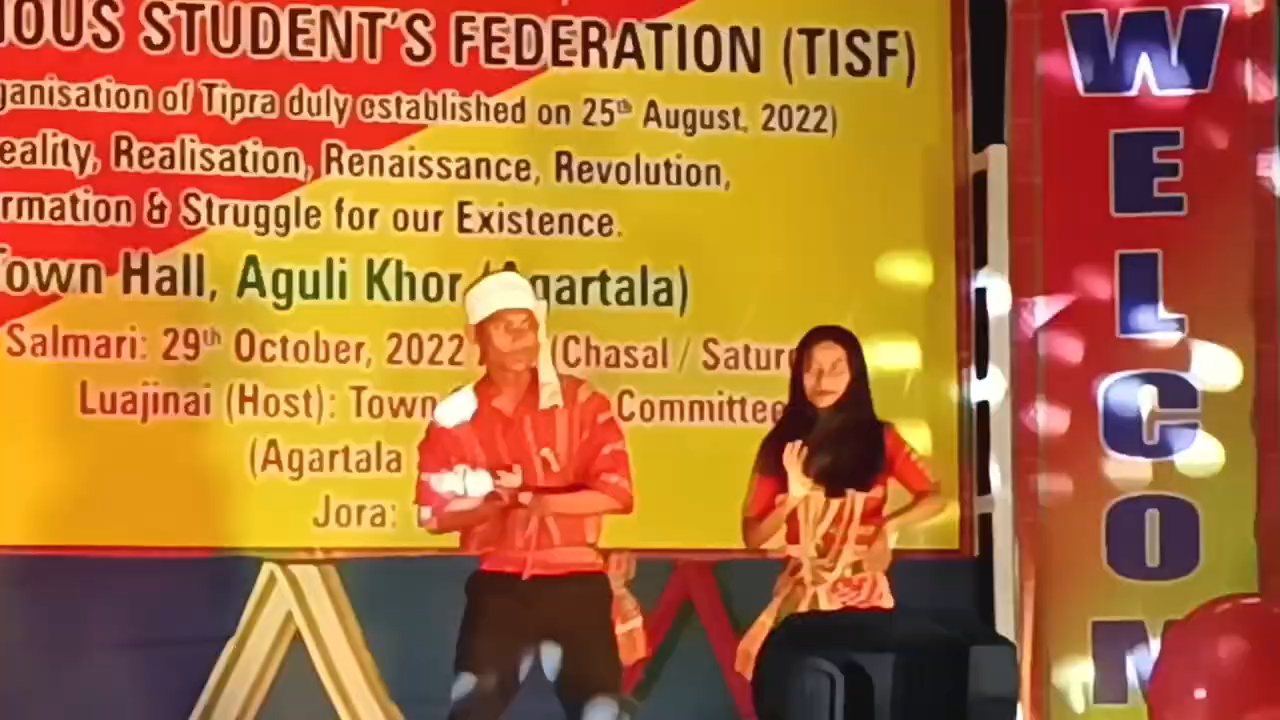 IOUS STUDENT'S FEDERATION (TISF)
ganisation of Tipra duly established on 25th August, 2022)
eality, Realisation, Renaissance, Revolution,
rmation & Struggle for our Existence.
Town Hall, Aguli Khor (Agartala)
Salmari: 29th October, 2022 (Chasal / Satur
Luajinai (Host): Town Committee
(Agartala
Jora:
WELCOM